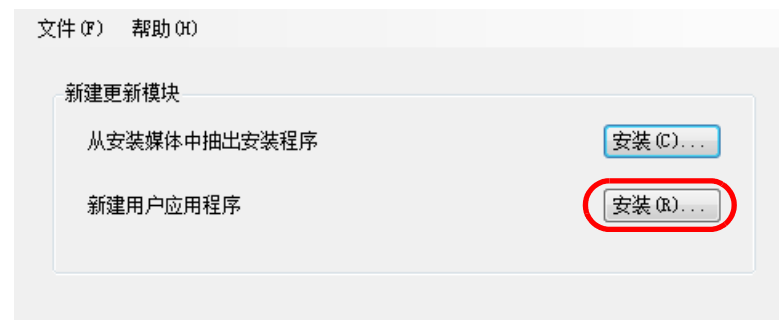 文件(F) 帮助(H)
新建更新模块
从安装媒体中抽出安装程序 安装(C)...
新建用户应用程序 安装(R)...